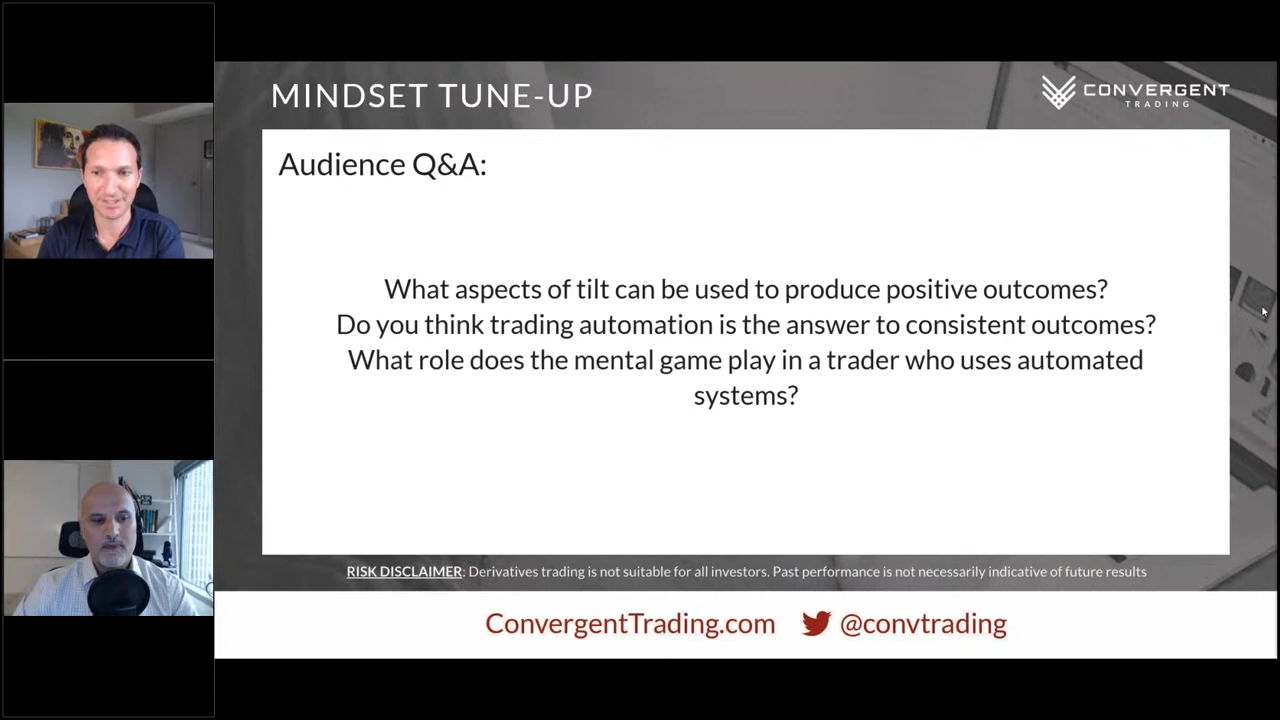 MINDSET TUNE-UP
CONVERGENT
TRADING
Audience Q&A:
What aspects of tilt can be used to produce positive outcomes?
Do you think trading automation is the answer to consistent outcomes?
What role does the mental game play in a trader who uses automated
systems?
RISK DISCLAIMER: Derivatives trading is not suitable for all investors. Past performance is not necessarily indicative of future results
ConvergentTrading.com @convtrading